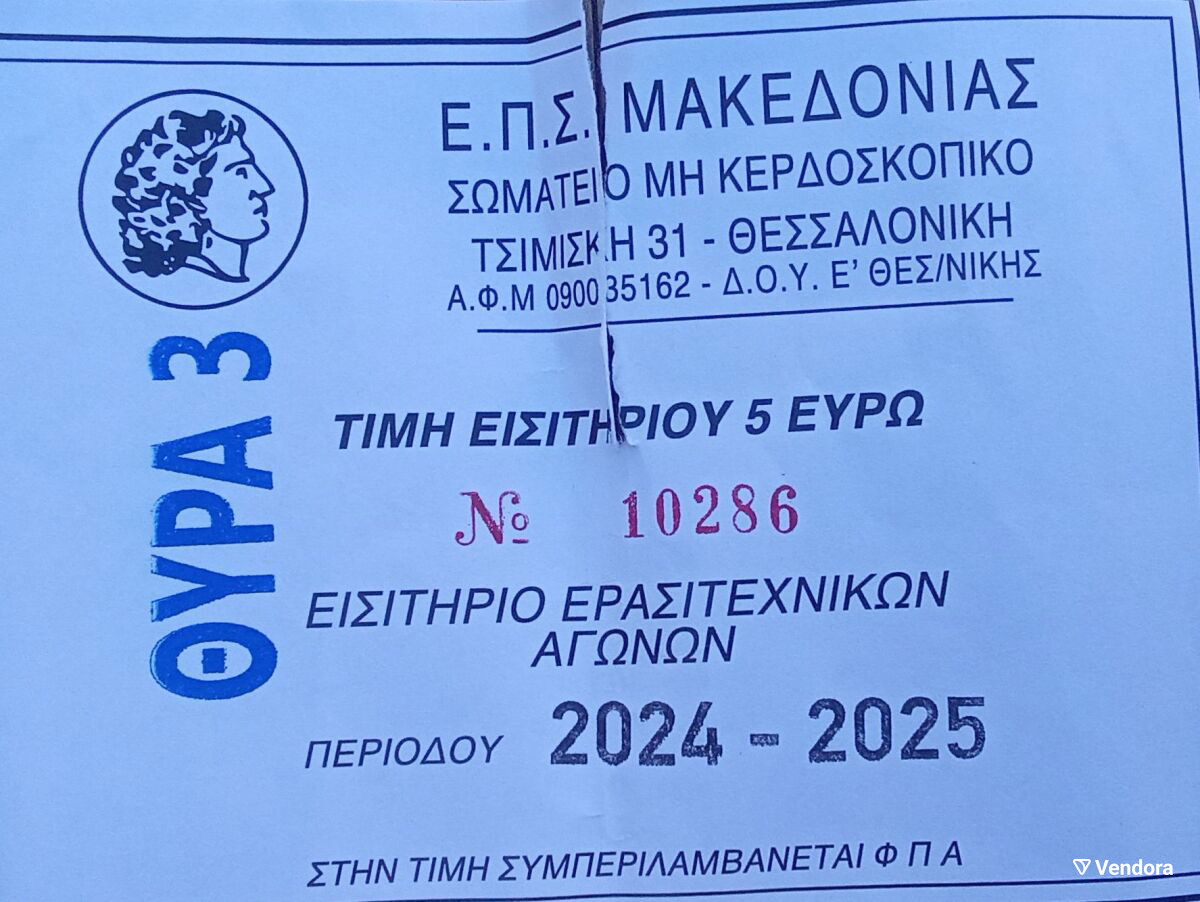 Ε.Π.Σ. ΜΑΚΕΔΟΝΙΑΣ
ΣΩΜΑΤΕΙΟ ΜΗ ΚΕΡΔΟΣΚΟΠΙΚΟ
ΤΣΙΜΙΣΚΗ 31 - ΘΕΣΣΑΛΟΝΙΚΗ
Α.Φ.Μ 090035162 - Δ.Ο.Υ. Ε' ΘΕΣ/ΝΙΚΗΣ
ΘΥΡΑ 3
ΤΙΜΗ ΕΙΣΙΤΗΡΙΟΥ 5 ΕΥΡΩ
№ 10286
ΕΙΣΙΤΗΡΙΟ ΕΡΑΣΙΤΕΧΝΙΚΩΝ
ΑΓΩΝΩΝ
ΠΕΡΙΟΔΟΥ 2024 - 2025
ΣΤΗΝ ΤΙΜΗ ΣΥΜΠΕΡΙΛΑΜΒΑΝΕΤΑΙ Φ Π Α
Vendora